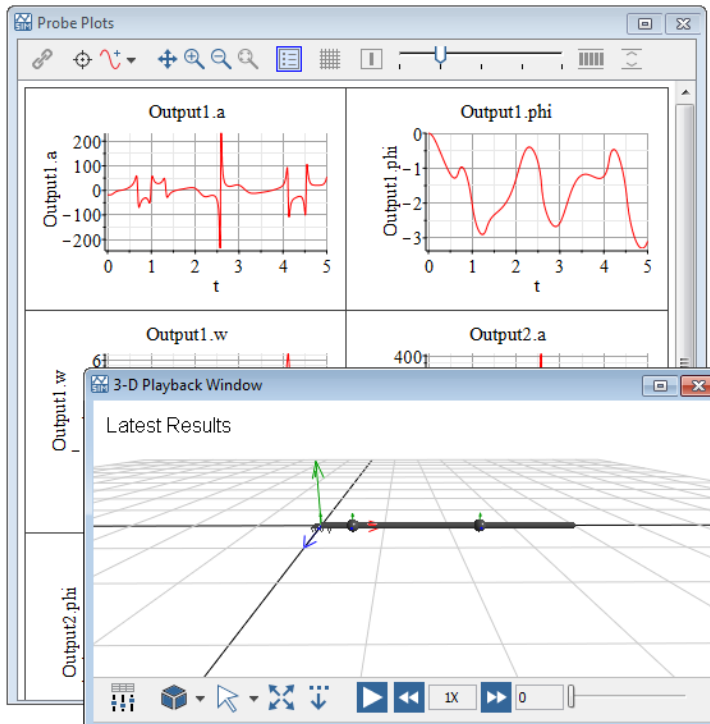 Probe Plots
Output1.a
Output1.a
200
100
0
−100
−200
0 1 2 3 4 5
t
Output1.phi
Output1.phi
0
−1
−2
−3
0 1 2 3 4 5
t
Output1.w
Output1.w
6
Output2.a
400
Output2.phi
SIM
3-D Playback Window
Latest Results
1X
0